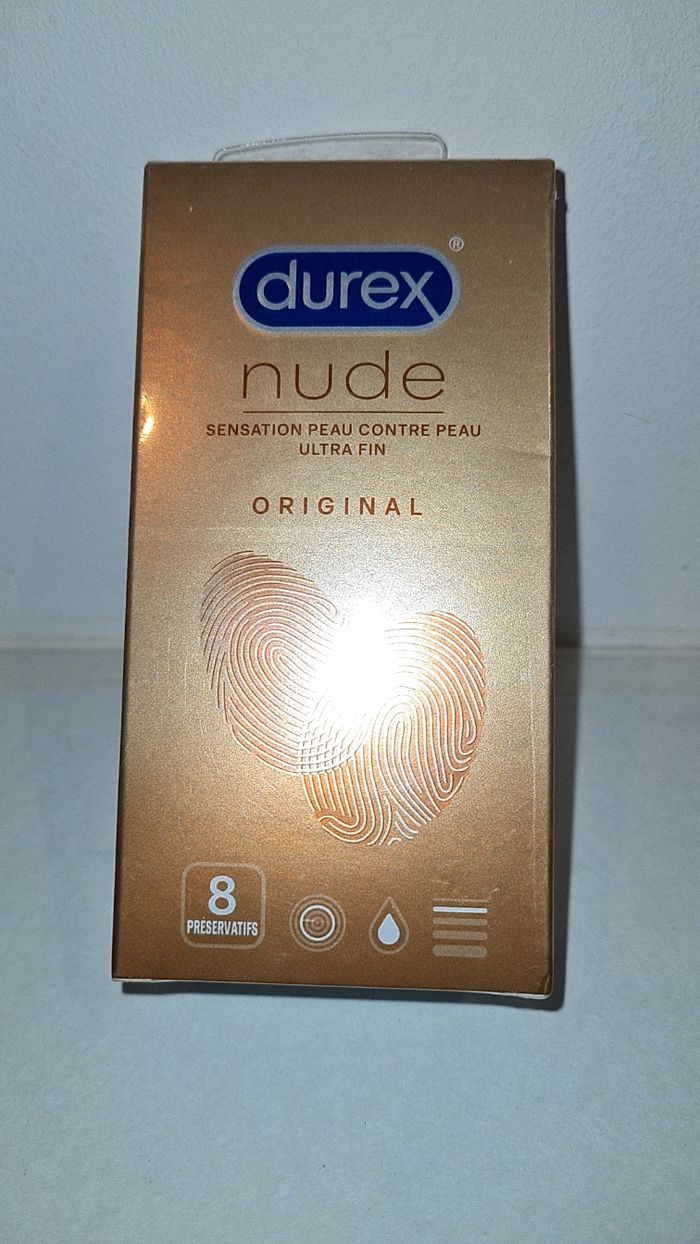 durex®
nude
SENSATION PEAU CONTRE PEAU
ULTRA FIN
ORIGINAL
8
PRÉSERVATIFS